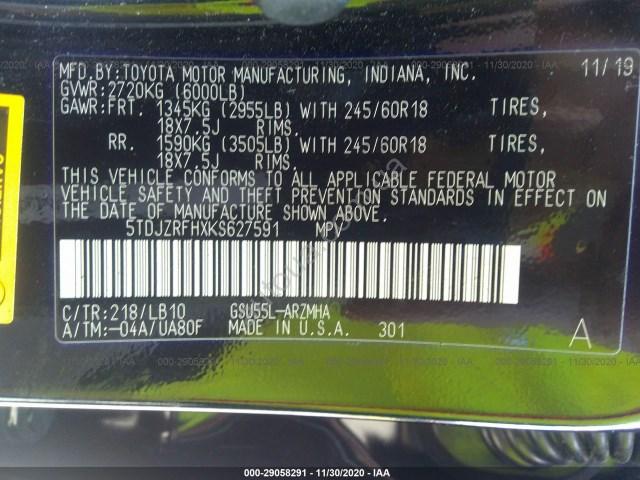 MFD.BY:TOYOTA MOTOR MANUFACTURING, INDIANA, INC. 11/19
GVWR:2720KG (6000LB)
GAWR:FRT. 1345KG (2955LB) WITH 245/60R18 TIRES,
18X7.5J RIMS.
RR. 1590KG (3505LB) WITH 245/60R18 TIRES,
18X7.5J RIMS.
THIS VEHICLE CONFORMS TO ALL APPLICABLE FEDERAL MOTOR
VEHICLE SAFETY AND THEFT PREVENTION STANDARDS IN EFFECT ON
THE DATE OF MANUFACTURE SHOWN ABOVE.
5TDJZRFHXKS627591 MPV
C/TR:218/LB10 GSU55L-ARZMHA
A/TM:-04A/UA80F MADE IN U.S.A. 301 A
000-29058291 - 11/30/2020 - IAA